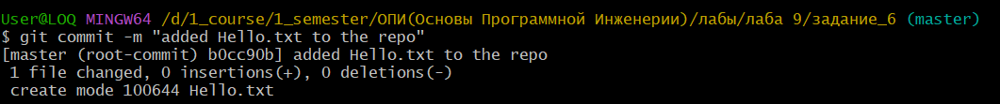 User@LOQ MINGW64 /d/1_course/1_semester/ОПИ(Основы Программной Инженерии)/лабы/лаба 9/задание_6 (master)
$ git commit -m "added Hello.txt to the repo"
[master (root-commit) b0cc90b] added Hello.txt to the repo
 1 file changed, 0 insertions(+), 0 deletions(-)
 create mode 100644 Hello.txt